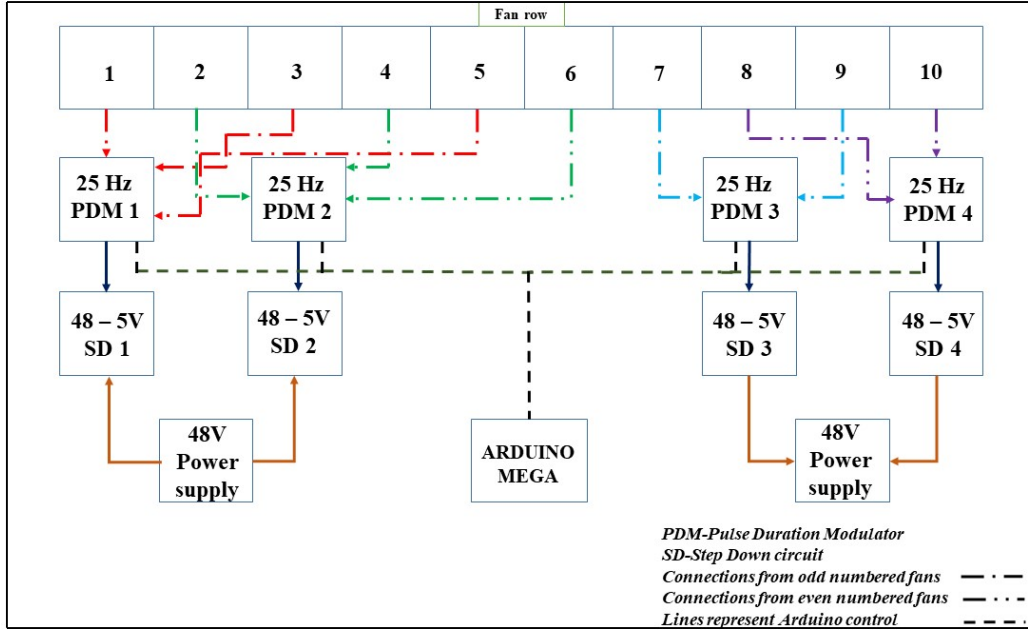 Fan row
1 2 3 4 5 6 7 8 9 10
25 Hz
PDM 1
25 Hz
PDM 2
25 Hz
PDM 3
25 Hz
PDM 4
48 – 5V
SD 1
48 – 5V
SD 2
48 – 5V
SD 3
48 – 5V
SD 4
48V
Power
supply
ARDUINO
MEGA
48V
Power
supply
PDM-Pulse Duration Modulator
SD-Step Down circuit
Connections from odd numbered fans
Connections from even numbered fans
Lines represent Arduino control